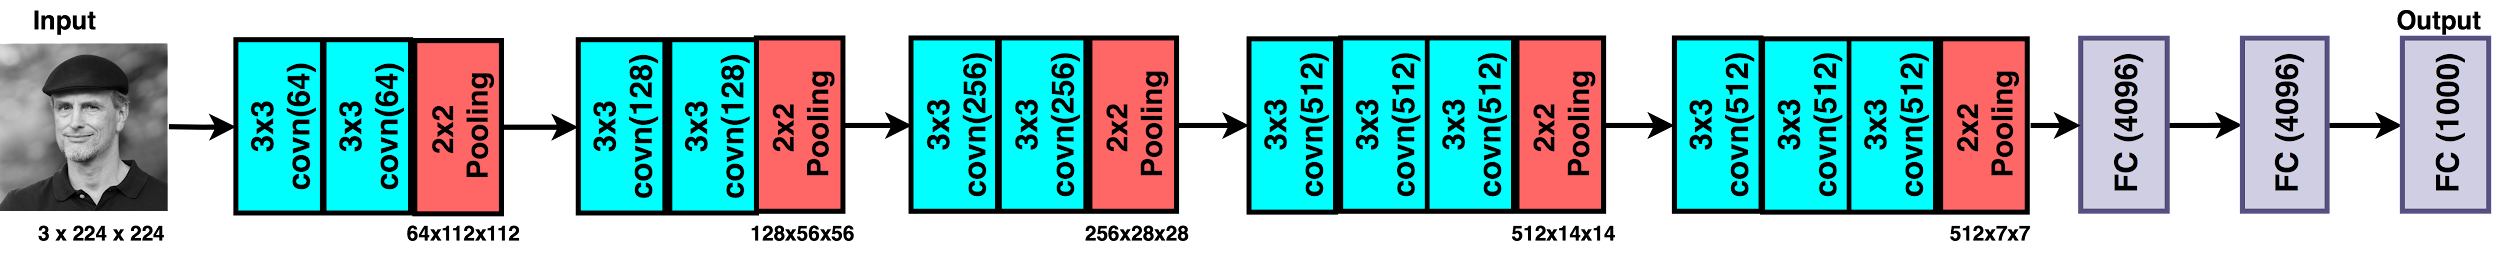 Input
3 x 224 x 224
3x3
covn(64)
3x3
covn(64)
2x2
Pooling
64x112x112
3x3
covn(128)
3x3
covn(128)
2x2
Pooling
128x56x56
3x3
covn(256)
3x3
covn(256)
2x2
Pooling
256x28x28
3x3
covn(512)
3x3
covn(512)
3x3
covn(512)
2x2
Pooling
512x14x14
3x3
covn(512)
3x3
covn(512)
3x3
covn(512)
2x2
Pooling
512x7x7
FC (4096)
FC (4096)
Output
FC (1000)